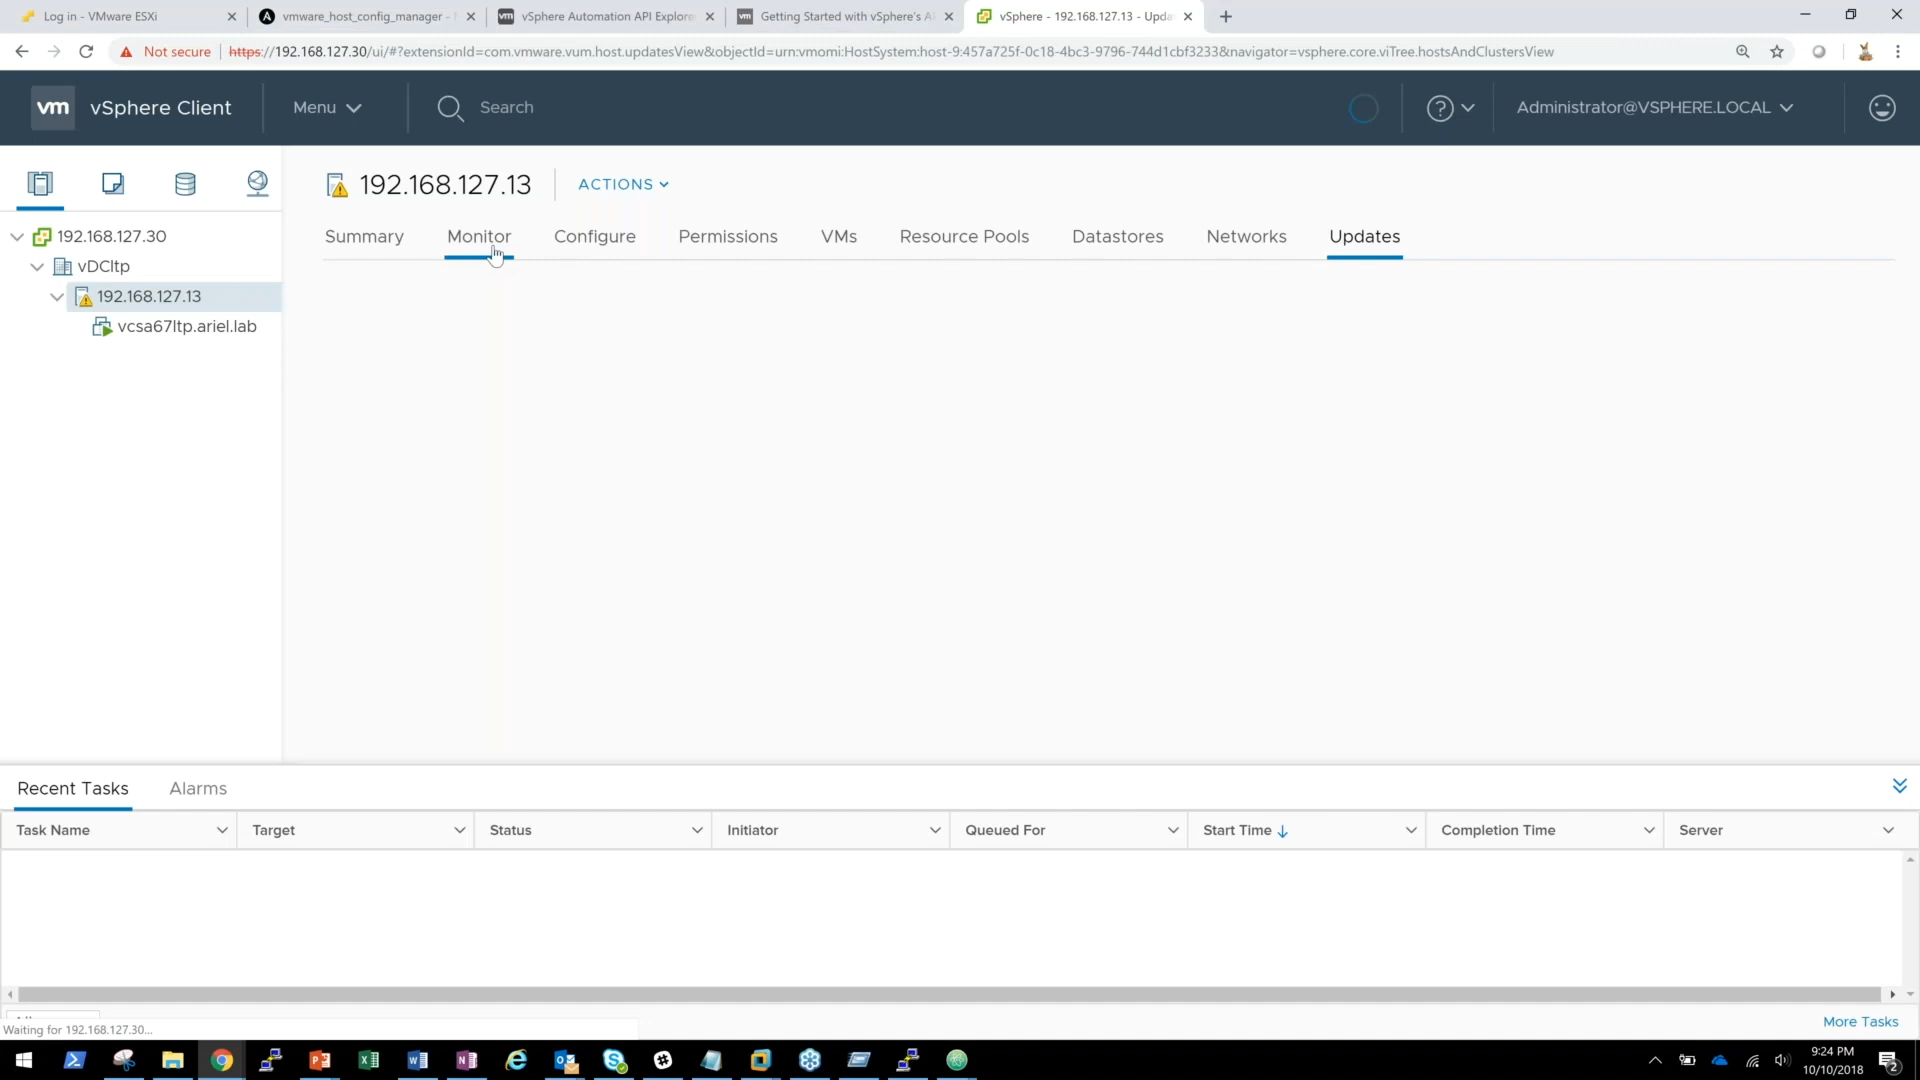 Log in - VMware ESXi
vmware_host_config_manager -
vSphere Automation API Explore
Getting Started with vSphere's A
vSphere - 192.168.127.13 - Upda
Not secure
https://192.168.127.30/ui/#?extensionId=com.vmware.vum.host.updatesView&objectId=urn:vmomi:HostSystem:host-9:457a725f-0c18-4bc3-9796-744d1cbf3233&navigator=vsphere.core.viTree.hostsAndClustersView
vm vSphere Client
Menu
Search
Administrator@VSPHERE.LOCAL
192.168.127.13
ACTIONS
Summary Monitor Configure Permissions VMs Resource Pools Datastores Networks Updates
192.168.127.30
vDCltp
192.168.127.13
vcsa67ltp.ariel.lab
Recent Tasks Alarms
Task Name Target Status Initiator Queued For Start Time Completion Time Server
More Tasks
Waiting for 192.168.127.30...
9:24 PM
10/10/2018
2